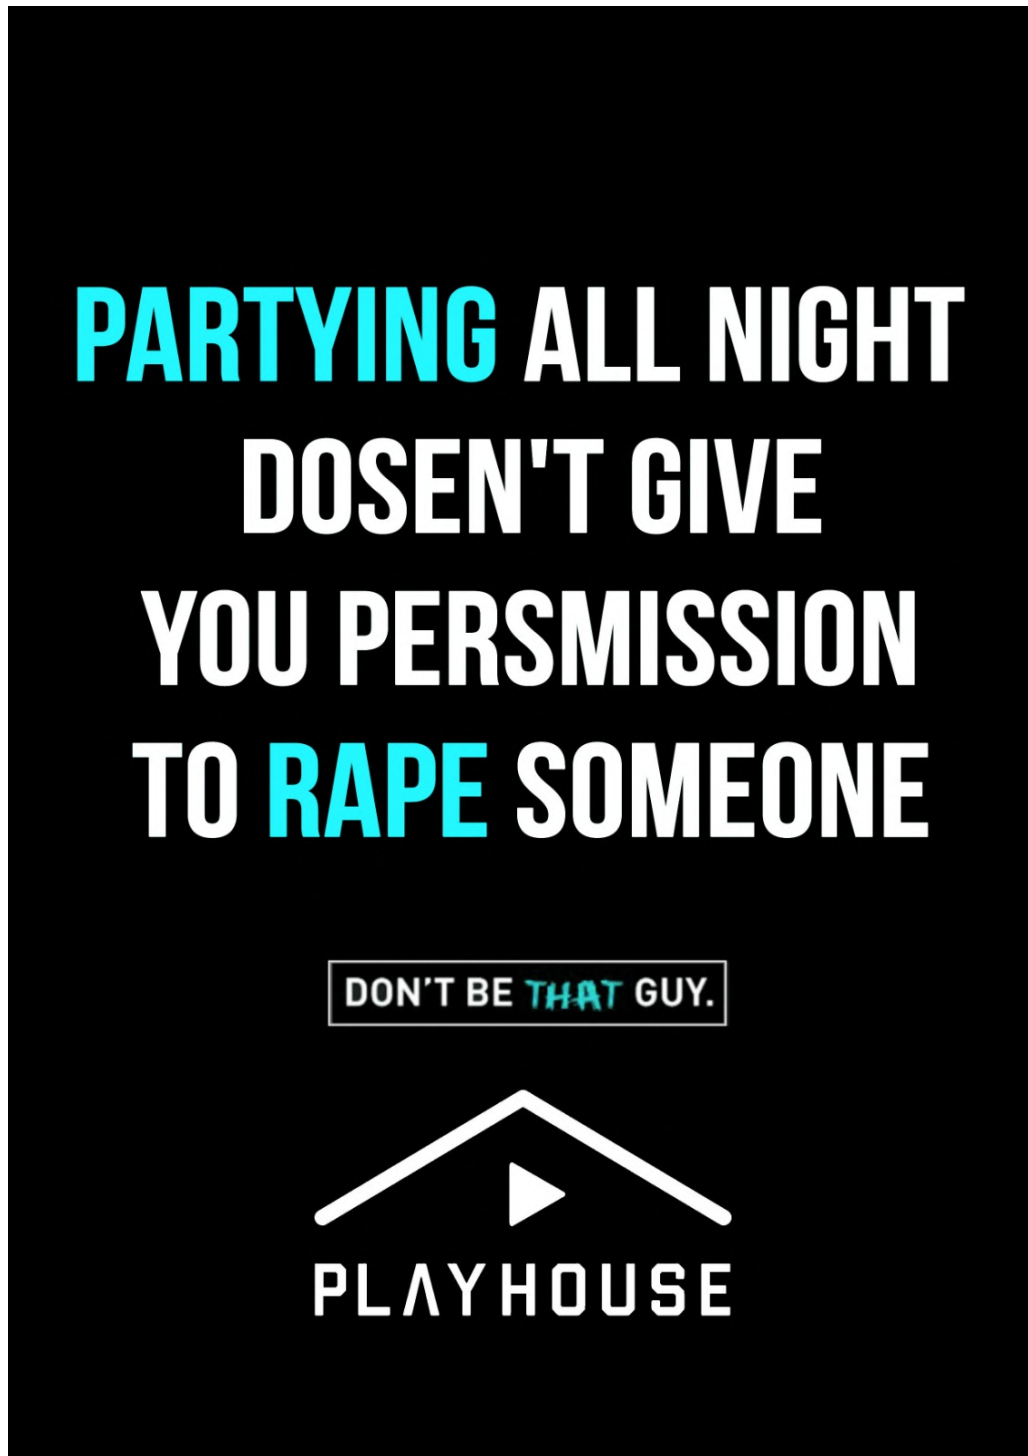 PARTYING ALL NIGHT
DOSEN'T GIVE
YOU PERSMISSION
TO RAPE SOMEONE
DON'T BE THAT GUY.
PLAYHOUSE